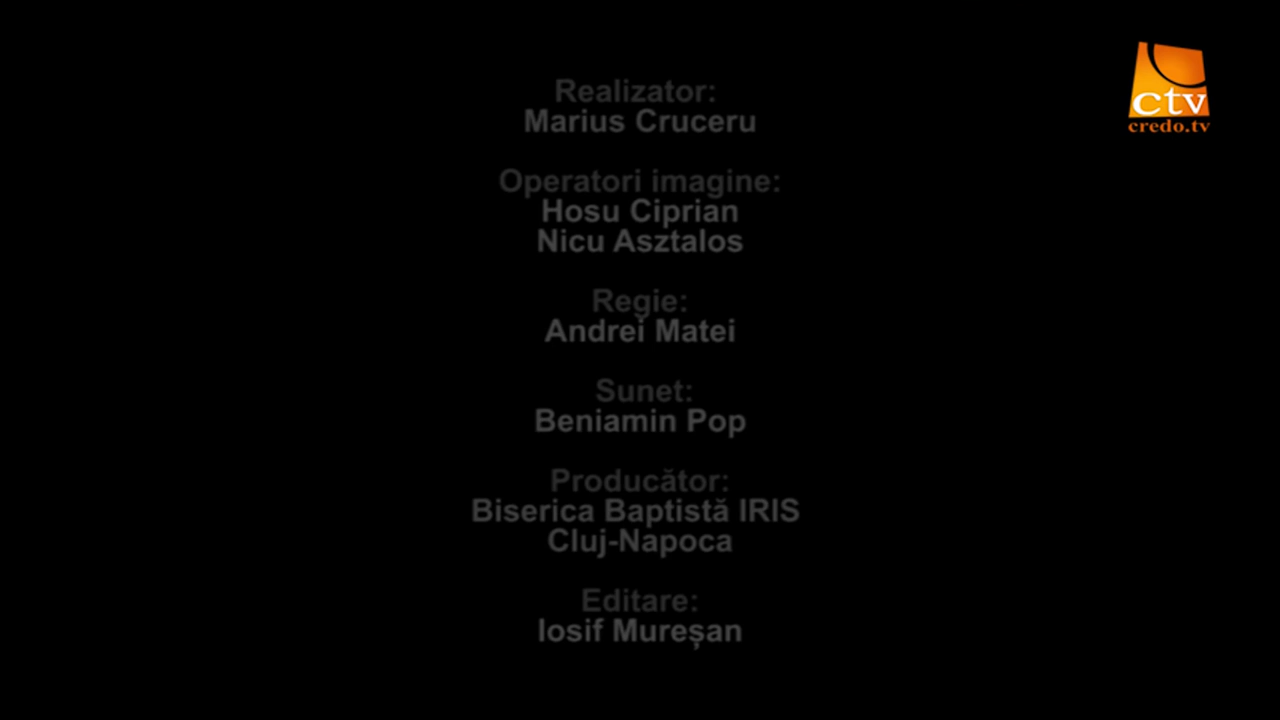 Realizator:
Marius Cruceru
Operatori imagine:
Hosu Ciprian
Nicu Asztalos
Regie:
Andrei Matei
Sunet:
Beniamin Pop
Producător:
Biserica Baptistă IRIS
Cluj-Napoca
Editare:
Iosif Mureșan
ctv
credo.tv